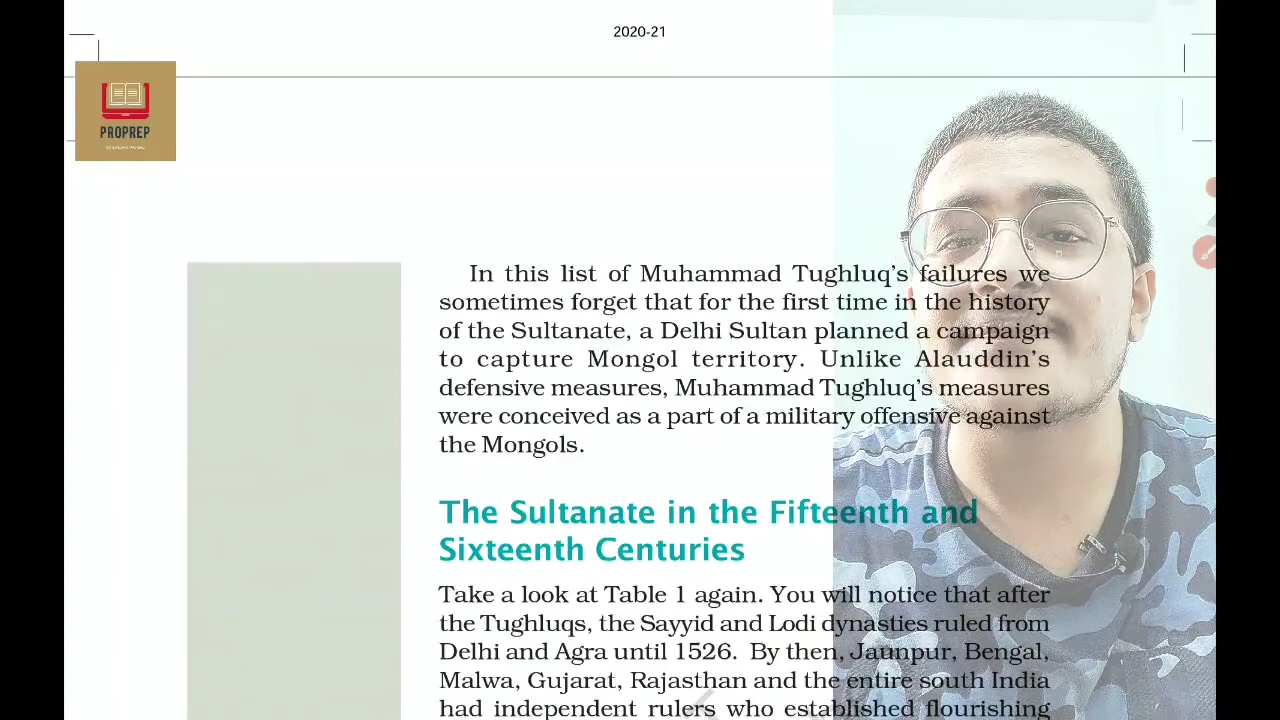 2020-21
PROPREP
In this list of Muhammad Tughluq's failures we
sometimes forget that for the first time in the history
of the Sultanate, a Delhi Sultan planned a campaign
to capture Mongol territory. Unlike Alauddin's
defensive measures, Muhammad Tughluq's measures
were conceived as a part of a military offensive against
the Mongols.
The Sultanate in the Fifteenth and
Sixteenth Centuries
Take a look at Table 1 again. You will notice that after
the Tughluqs, the Sayyid and Lodi dynasties ruled from
Delhi and Agra until 1526. By then, Jaunpur, Bengal,
Malwa, Gujarat, Rajasthan and the entire south India
had independent rulers who established flourishing